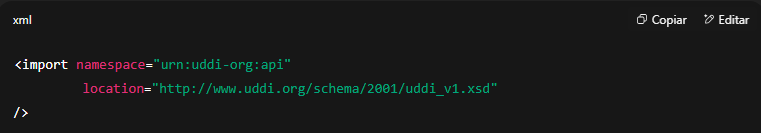 xml Copiar Editar
<import namespace="urn:uddi-org:api"
location="http://www.uddi.org/schema/2001/uddi_v1.xsd"
/>